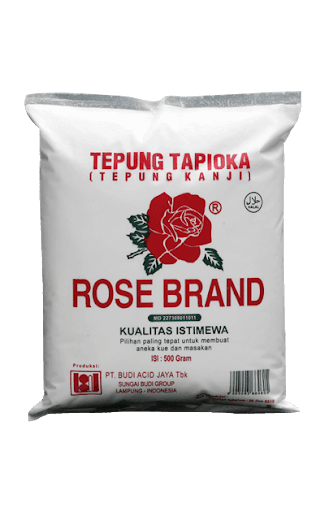 TEPUNG TAPIOKA
(TEPUNG KANJI)
®
HALAL
ROSE BRAND
KUALITAS ISTIMEWA
Pilihan paling tepat untuk membuat
aneka kue dan masakan
ISI : 500 Gram
Produksi:
PT. BUDI ACID JAYA Tbk
SUNGAI BUDI GROUP
LAMPUNG - INDONESIA